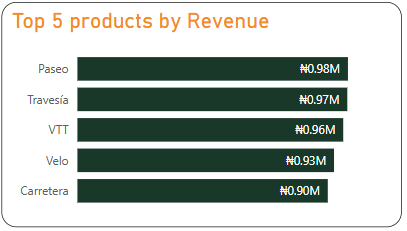 Top 5 products by Revenue
Paseo ₦0.98M
Travesía ₦0.97M
VTT ₦0.96M
Velo ₦0.93M
Carretera ₦0.90M